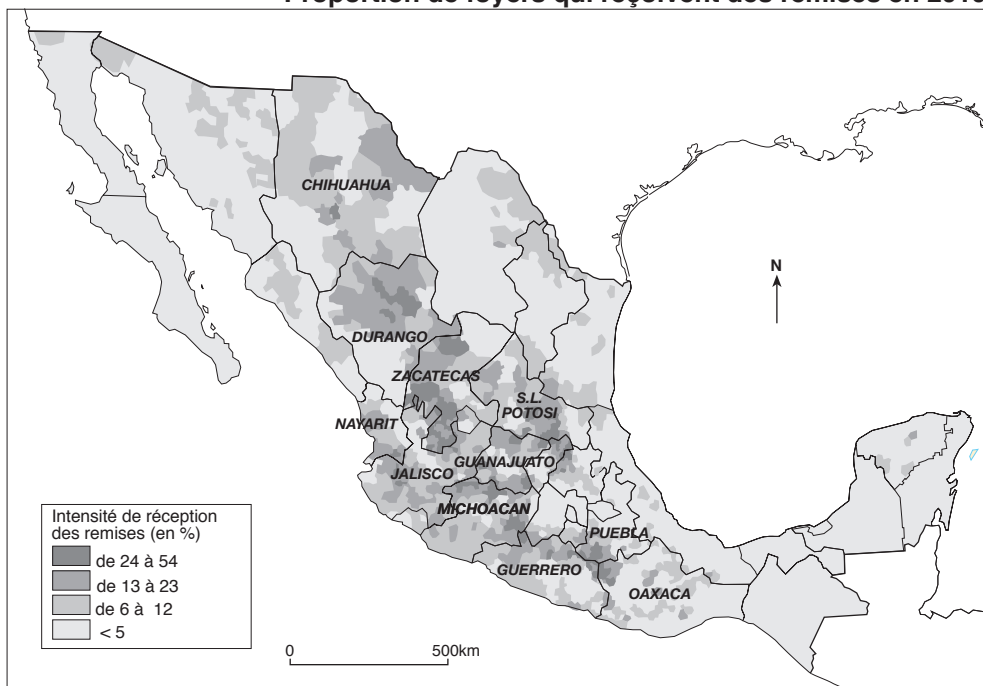 Proportion de foyers qui reçoivent des remises en
CHIHUAHUA
N
DURANGO
ZACATECAS
S.L.
POTOSI
NAYARIT
GUANAJUATO
JALISCO
MICHOACAN
PUEBLA
GUERRERO
OAXACA
Intensité de réception
des remises (en %)
de 24 à 54
de 13 à 23
de 6 à 12
< 5
0 500km